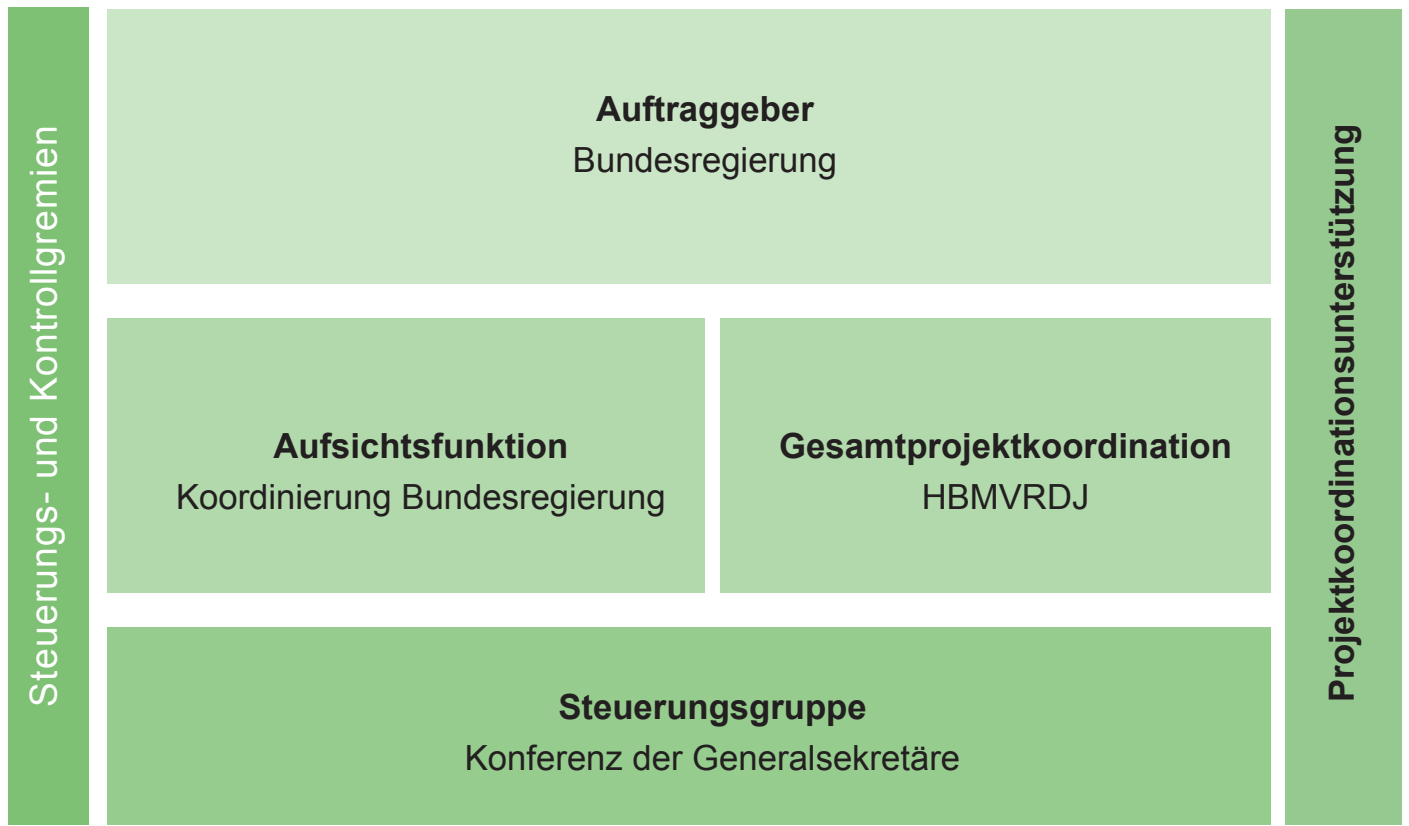 Steuerungs- und Kontrollgremien
Auftraggeber
Bundesregierung
Aufsichtsfunktion
Koordinierung Bundesregierung
Gesamtprojektkoordination
HBMVRDJ
Steuerungsgruppe
Konferenz der Generalsekretäre
Projektkoordinationsunterstützung